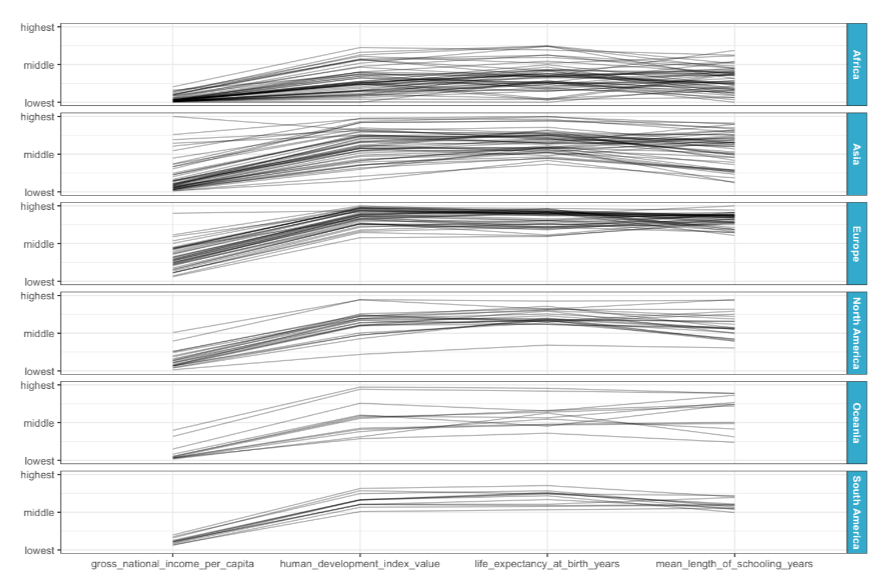 highest
middle
lowest
Africa
highest
middle
lowest
Asia
highest
middle
lowest
Europe
highest
middle
lowest
North America
highest
middle
lowest
Oceania
highest
middle
lowest
South America
gross_national_income_per_capita human_development_index_value life_expectancy_at_birth_years mean_length_of_schooling_years